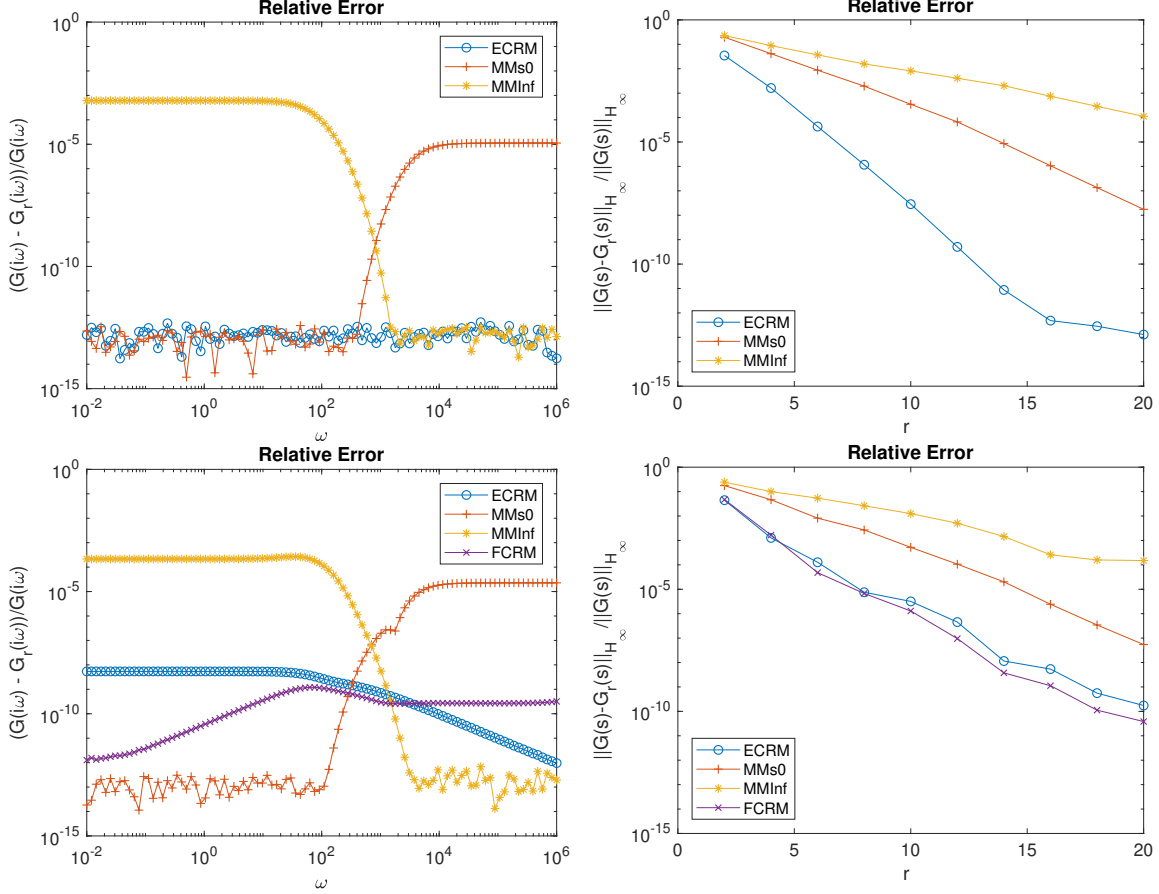 Relative Error
10^0
10^-5
10^-10
10^-15
(G(iω) - G_r(iω))/G(iω)
10^-2 10^0 10^2 10^4 10^6
ω
ECRM
MMs0
MMInf
Relative Error
10^0
10^-5
10^-10
10^-15
||G(s)-G_r(s)||_H_∞ /||G(s)||_H_∞
0 5 10 15 20
r
ECRM
MMs0
MMInf
Relative Error
10^0
10^-5
10^-10
10^-15
(G(iω) - G_r(iω))/G(iω)
10^-2 10^0 10^2 10^4 10^6
ω
ECRM
MMs0
MMInf
FCRM
Relative Error
10^0
10^-5
10^-10
10^-15
||G(s)-G_r(s)||_H_∞ /||G(s)||_H_∞
0 5 10 15 20
r
ECRM
MMs0
MMInf
FCRM